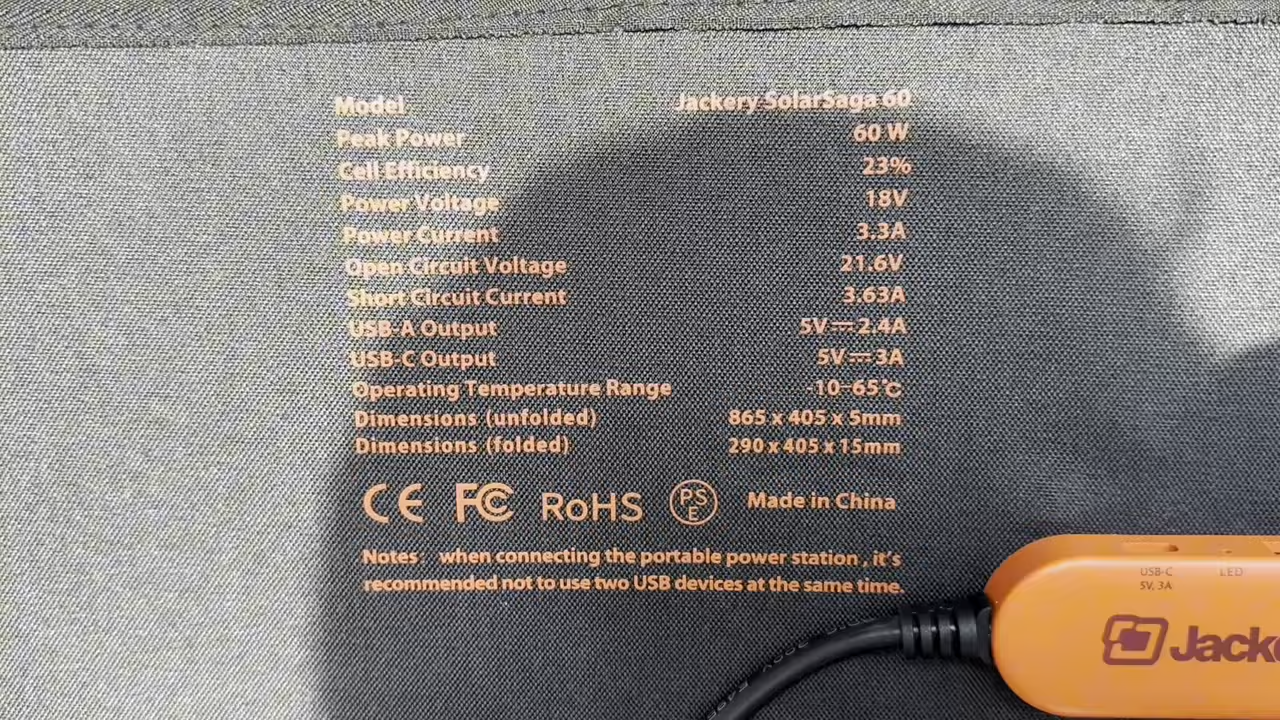 Model Jackery SolarSaga 60
Peak Power 60 W
Cell Efficiency 23%
Power Voltage 18V
Power Current 3.3A
Open Circuit Voltage 21.6V
Short Circuit Current 3.63A
USB-A Output 5V⎓2.4A
USB-C Output 5V⎓3A
Operating Temperature Range -10-65℃
Dimensions (unfolded) 865 x 405 x 5mm
Dimensions (folded) 290 x 405 x 15mm
CE FC RoHS PSE Made in China
Notes: when connecting the portable power station , it's
recommended not to use two USB devices at the same time.
USB-C LED
5V, 3A
Jacke